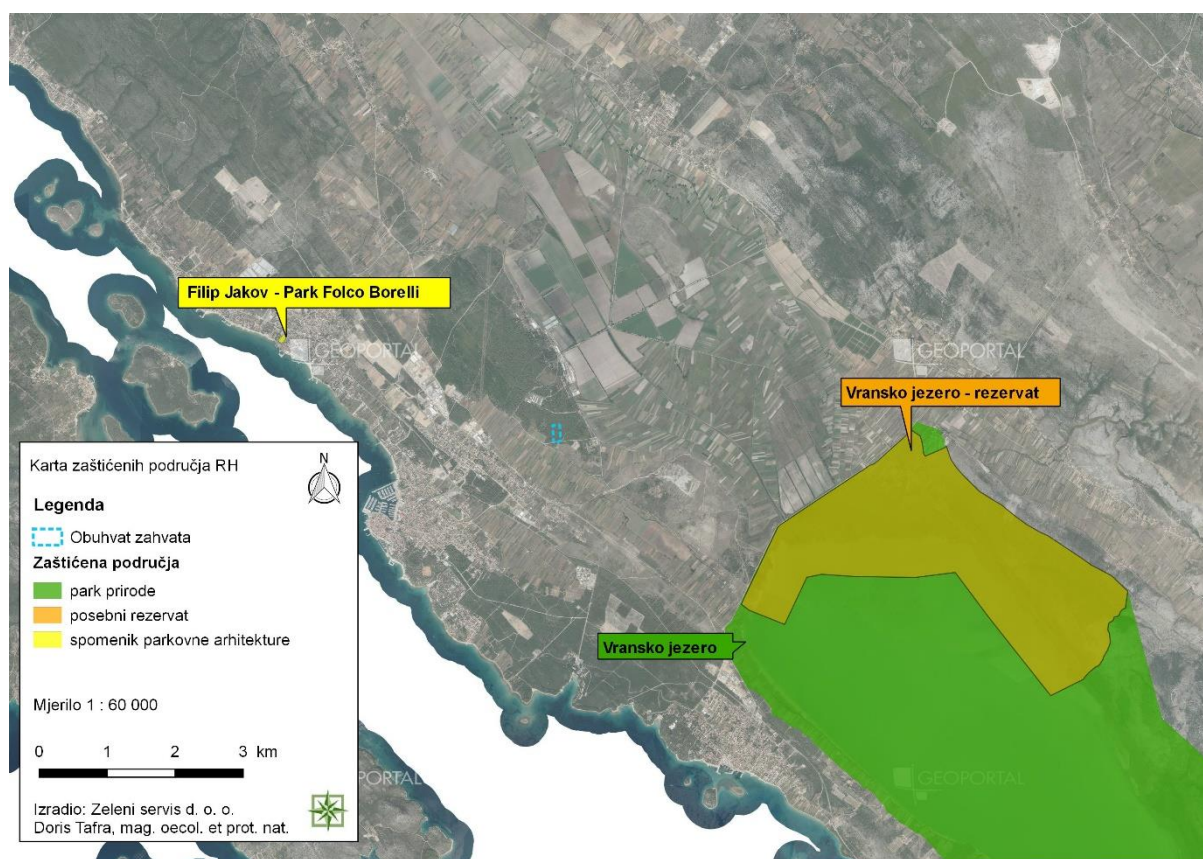 Filip Jakov - Park Folco Borelli
GEOPORTAL
GEOPORTAL
Vransko jezero - rezervat
Vransko jezero
Karta zaštićenih područja RH
N
Legenda
Obuhvat zahvata
Zaštićena područja
park prirode
posebni rezervat
spomenik parkovne arhitekture
Mjerilo 1 : 60 000
0 1 2 3 km
Izradio: Zeleni servis d. o. o.
Doris Tafra, mag. oecol. et prot. nat.
PORTAL
GEOPORTAL